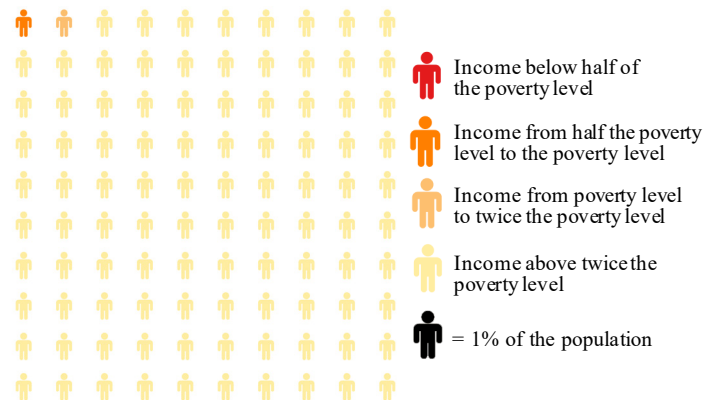 Income below half of
the poverty level
Income from half the poverty
level to the poverty level
Income from poverty level
to twice the poverty level
Income above twice the
poverty level
= 1% of the population